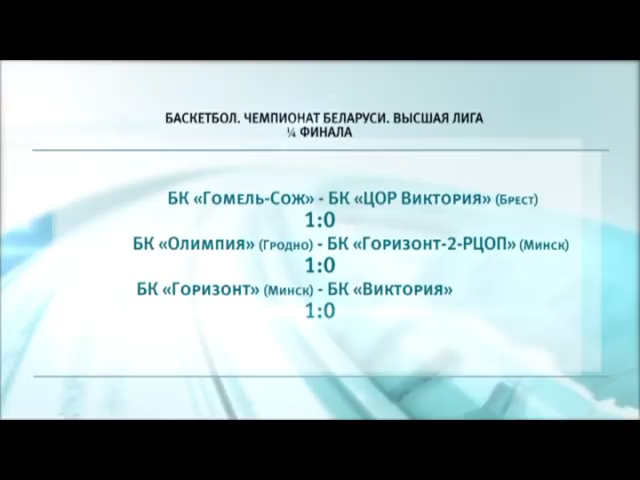 БАСКЕТБОЛ. ЧЕМПИОНАТ БЕЛАРУСИ. ВЫСШАЯ ЛИГА
¼ ФИНАЛА
БК «Гомель-Сож» - БК «ЦОР Виктория» (Брест)
1:0
БК «Олимпия» (Гродно) - БК «Горизонт-2-РЦОП» (Минск)
1:0
БК «Горизонт» (Минск) - БК «Виктория»
1:0